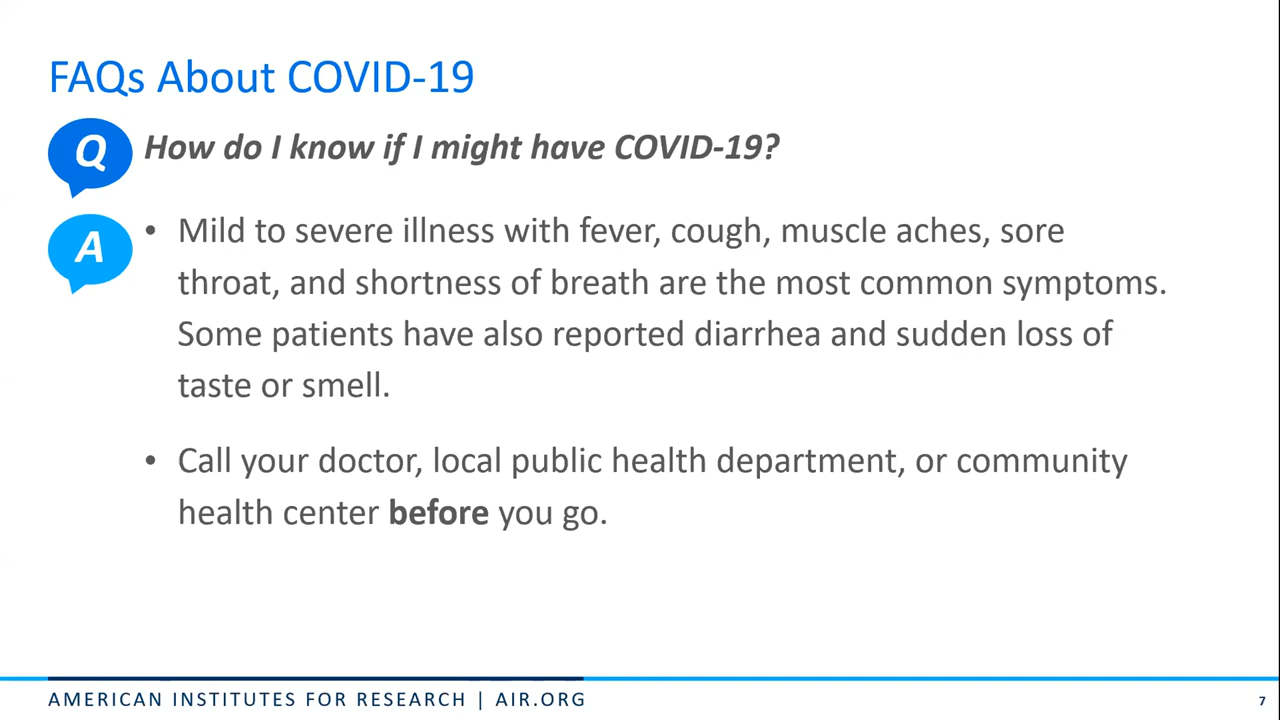 FAQs About COVID-19
Q How do I know if I might have COVID-19?
A • Mild to severe illness with fever, cough, muscle aches, sore
throat, and shortness of breath are the most common symptoms.
Some patients have also reported diarrhea and sudden loss of
taste or smell.
• Call your doctor, local public health department, or community
health center before you go.
AMERICAN INSTITUTES FOR RESEARCH | AIR.ORG 7